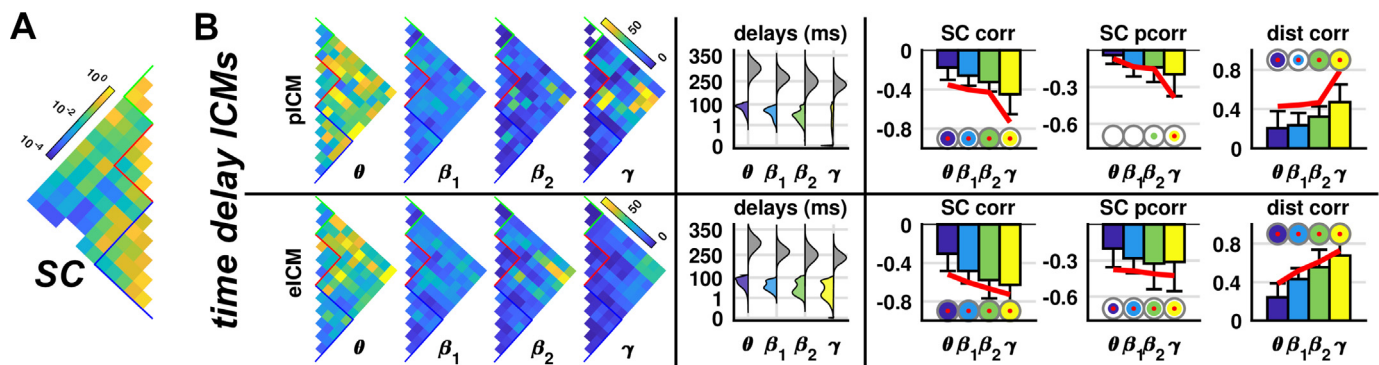 A
B
10^0
10^-2
10^-4
SC
time delay ICMs
pICM
50
0
θ β₁ β₂ γ
delays (ms)
350
250
100
1
0
θ β₁ β₂ γ
SC corr
0
-0.4
-0.8
θ β₁ β₂ γ
SC pcorr
-0.3
-0.6
θ β₁ β₂ γ
dist corr
0.8
0.4
0
θ β₁ β₂ γ
eICM
50
0
θ β₁ β₂ γ
delays (ms)
350
250
100
1
0
θ β₁ β₂ γ
SC corr
0
-0.4
-0.8
θ β₁ β₂ γ
SC pcorr
-0.3
-0.6
θ β₁ β₂ γ
dist corr
0.8
0.4
0
θ β₁ β₂ γ